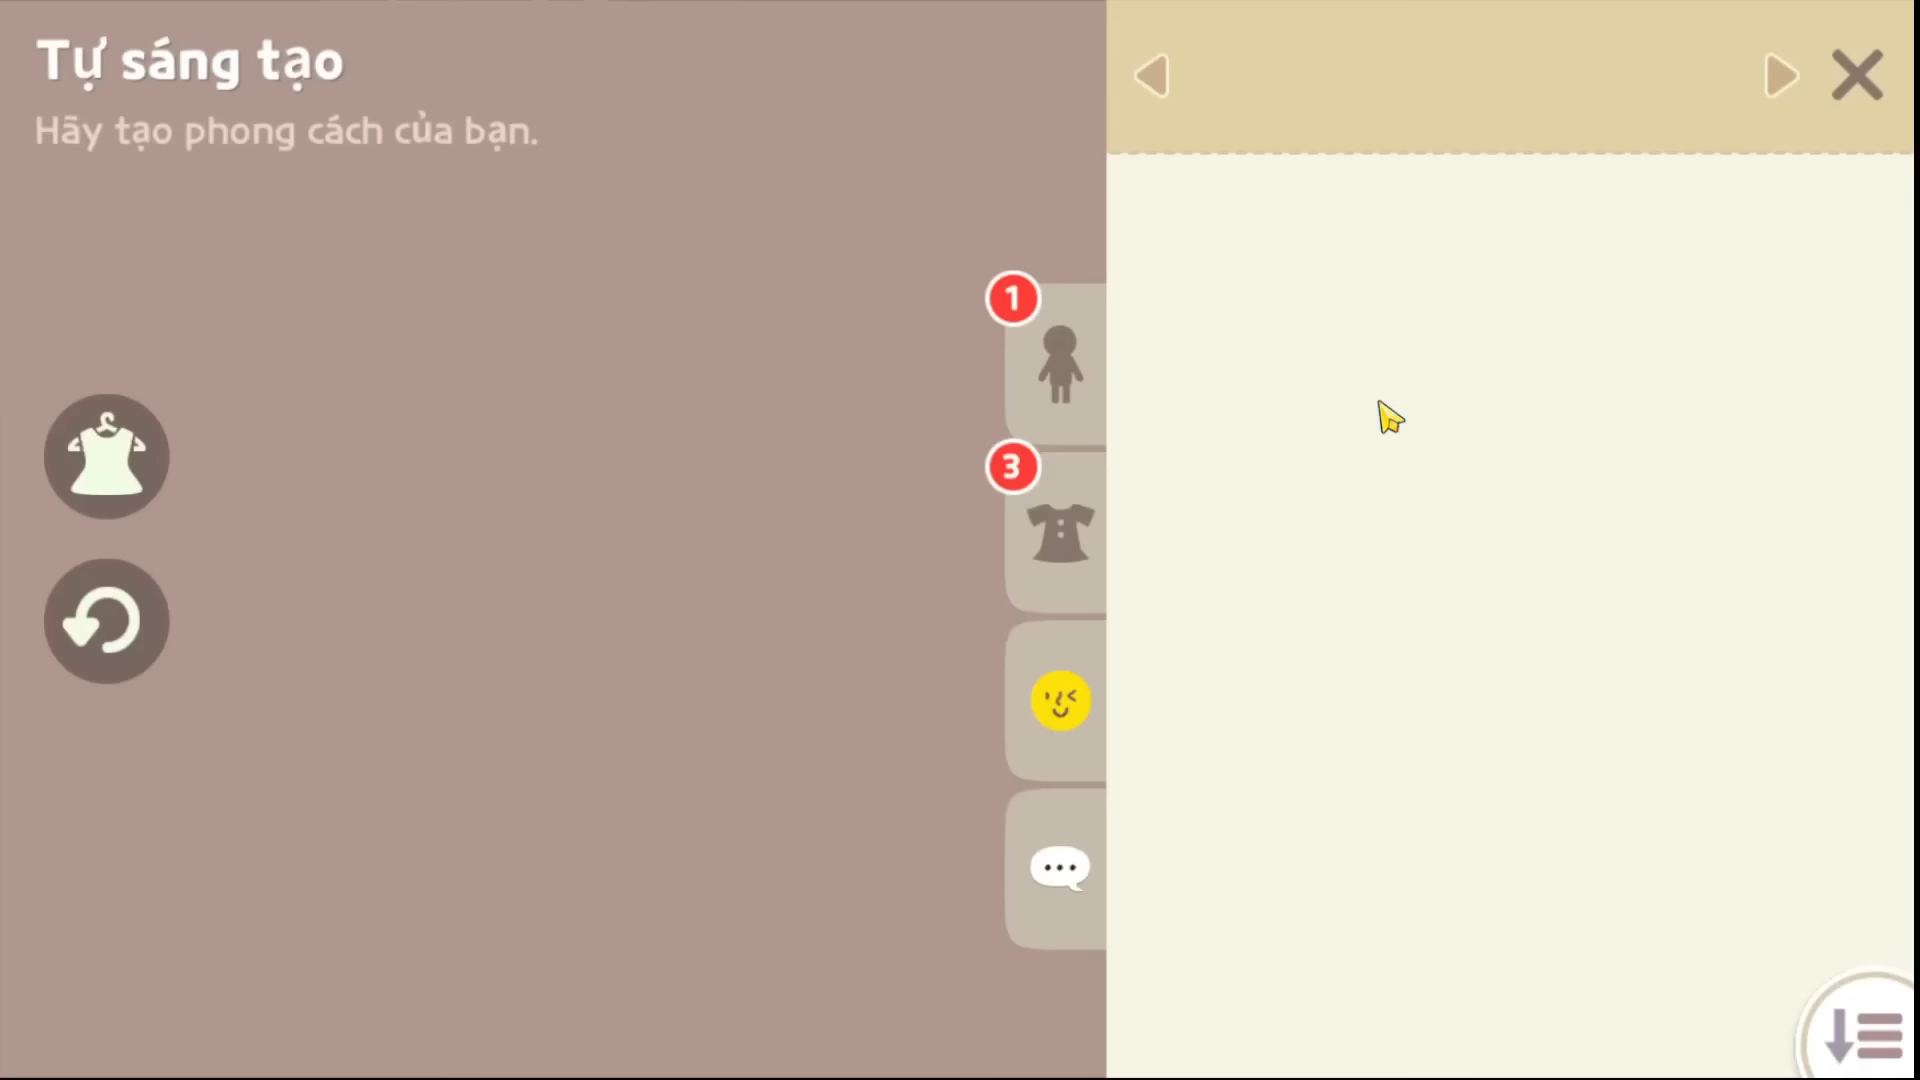 Tự sáng tạo
Hãy tạo phong cách của bạn.
1
3